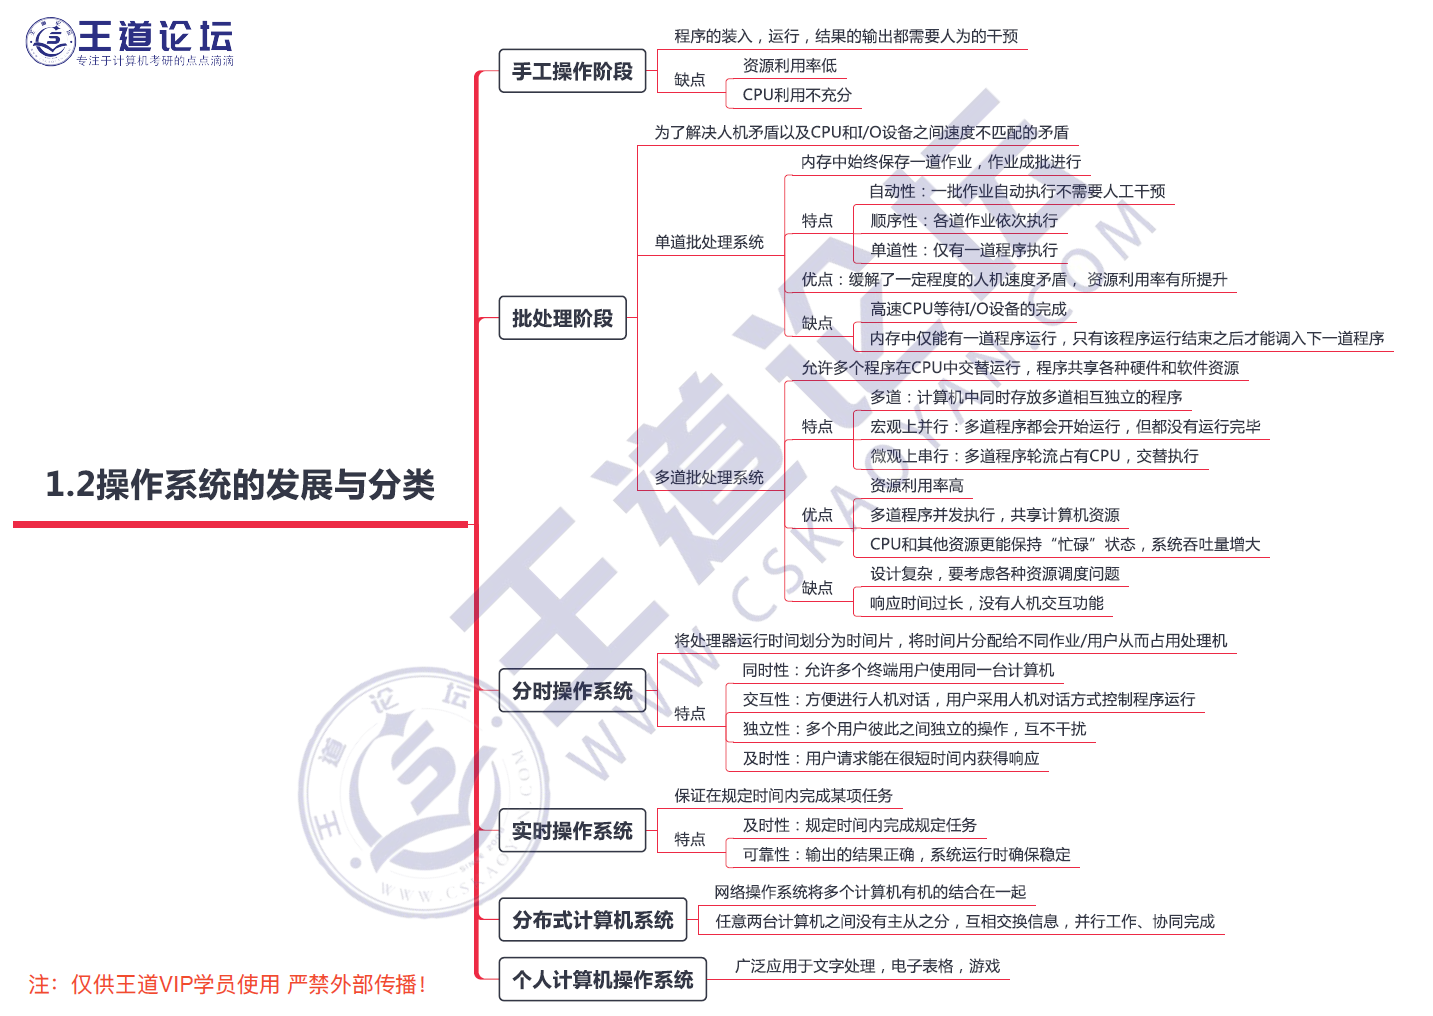 王道论坛
专注于计算机考研的点点滴滴
1.2操作系统的发展与分类
手工操作阶段
程序的装入，运行，结果的输出都需要人为的干预
缺点
资源利用率低
CPU利用不充分
批处理阶段
为了解决人机矛盾以及CPU和I/O设备之间速度不匹配的矛盾
单道批处理系统
内存中始终保存一道作业，作业成批进行
特点
自动性：一批作业自动执行不需要人工干预
顺序性：各道作业依次执行
单道性：仅有一道程序执行
优点：缓解了一定程度的人机速度矛盾， 资源利用率有所提升
缺点
高速CPU等待I/O设备的完成
内存中仅能有一道程序运行，只有该程序运行结束之后才能调入下一道程序
多道批处理系统
允许多个程序在CPU中交替运行，程序共享各种硬件和软件资源
特点
多道：计算机中同时存放多道相互独立的程序
宏观上并行：多道程序都会开始运行，但都没有运行完毕
微观上串行：多道程序轮流占有CPU，交替执行
优点
资源利用率高
多道程序并发执行，共享计算机资源
CPU和其他资源更能保持“忙碌”状态，系统吞吐量增大
缺点
设计复杂，要考虑各种资源调度问题
响应时间过长，没有人机交互功能
分时操作系统
将处理器运行时间划分为时间片，将时间片分配给不同作业/用户从而占用处理机
特点
同时性：允许多个终端用户使用同一台计算机
交互性：方便进行人机对话，用户采用人机对话方式控制程序运行
独立性：多个用户彼此之间独立的操作，互不干扰
及时性：用户请求能在很短时间内获得响应
实时操作系统
保证在规定时间内完成某项任务
特点
及时性：规定时间内完成规定任务
可靠性：输出的结果正确，系统运行时确保稳定
分布式计算机系统
网络操作系统将多个计算机有机的结合在一起
任意两台计算机之间没有主从之分，互相交换信息，并行工作、协同完成
个人计算机操作系统
广泛应用于文字处理，电子表格，游戏
注：仅供王道VIP学员使用 严禁外部传播！
王道论坛
WWW.CSKAOYAN.COM
王道论坛
WWW.CSKAOYAN.COM